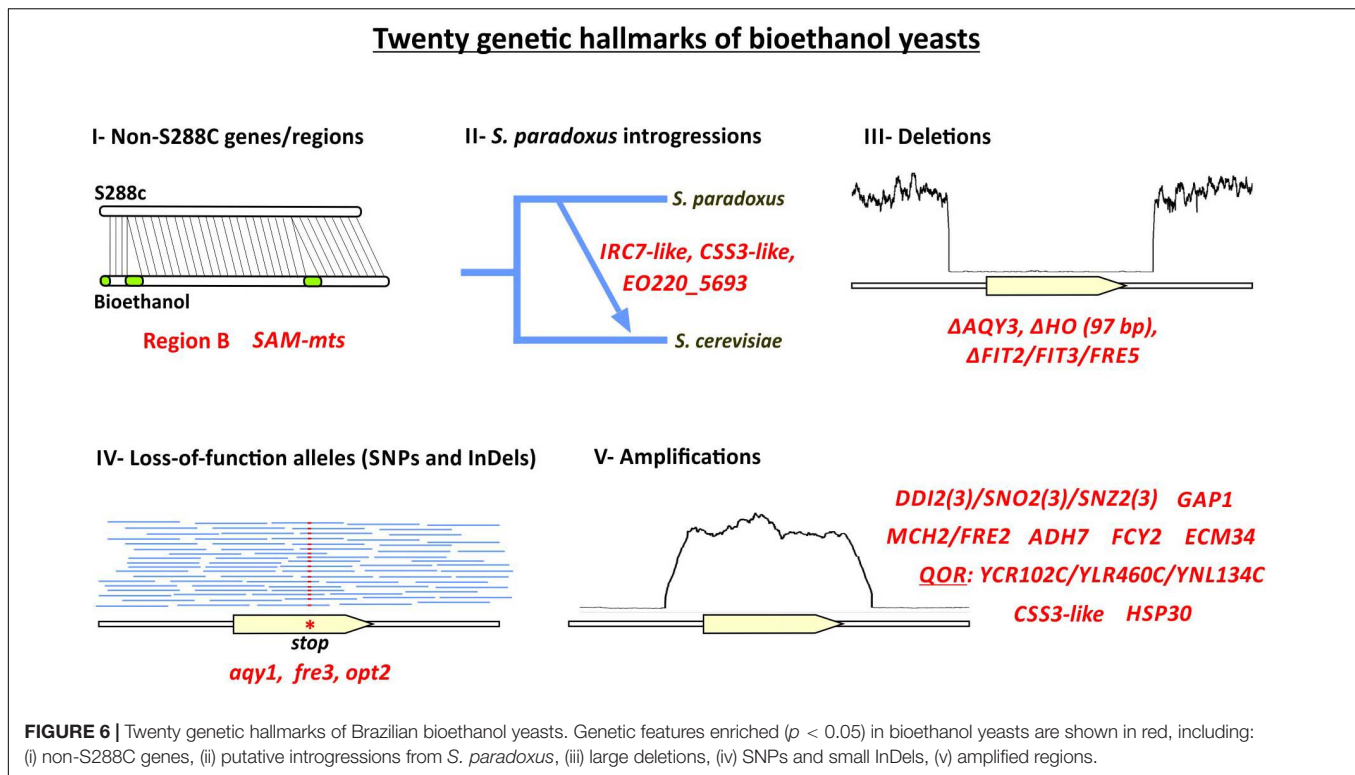 Twenty genetic hallmarks of bioethanol yeasts
I- Non-S288C genes/regions
S288c
Bioethanol
Region B SAM-mts
II- S. paradoxus introgressions
S. paradoxus
IRC7-like, CSS3-like,
EO220_5693
S. cerevisiae
III- Deletions
ΔAQY3, ΔHO (97 bp),
ΔFIT2/FIT3/FRE5
IV- Loss-of-function alleles (SNPs and InDels)
*
stop
aqy1, fre3, opt2
V- Amplifications
DDI2(3)/SNO2(3)/SNZ2(3) GAP1
MCH2/FRE2 ADH7 FCY2 ECM34
QOR: YCR102C/YLR460C/YNL134C
CSS3-like HSP30
FIGURE 6 | Twenty genetic hallmarks of Brazilian bioethanol yeasts. Genetic features enriched (p < 0.05) in bioethanol yeasts are shown in red, including:
(i) non-S288C genes, (ii) putative introgressions from S. paradoxus, (iii) large deletions, (iv) SNPs and small InDels, (v) amplified regions.